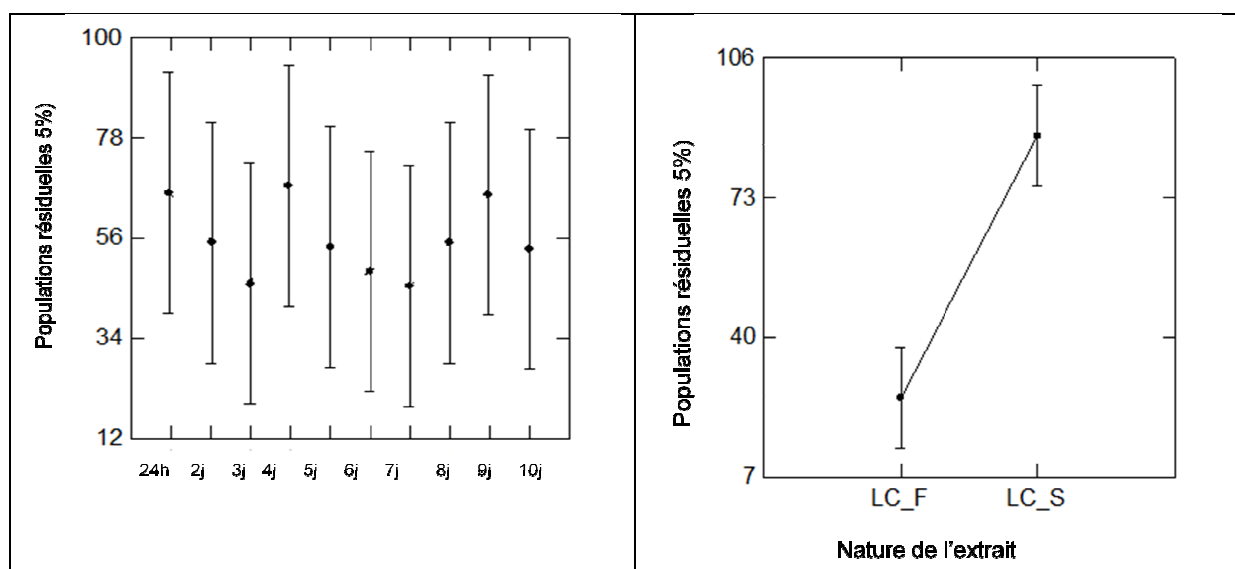 Populations résiduelles 5%)
100
78
56
34
12
24h 2j 3j 4j 5j 6j 7j 8j 9j 10j
Populations résiduelles 5%)
106
73
40
7
LC_F LC_S
Nature de l'extrait